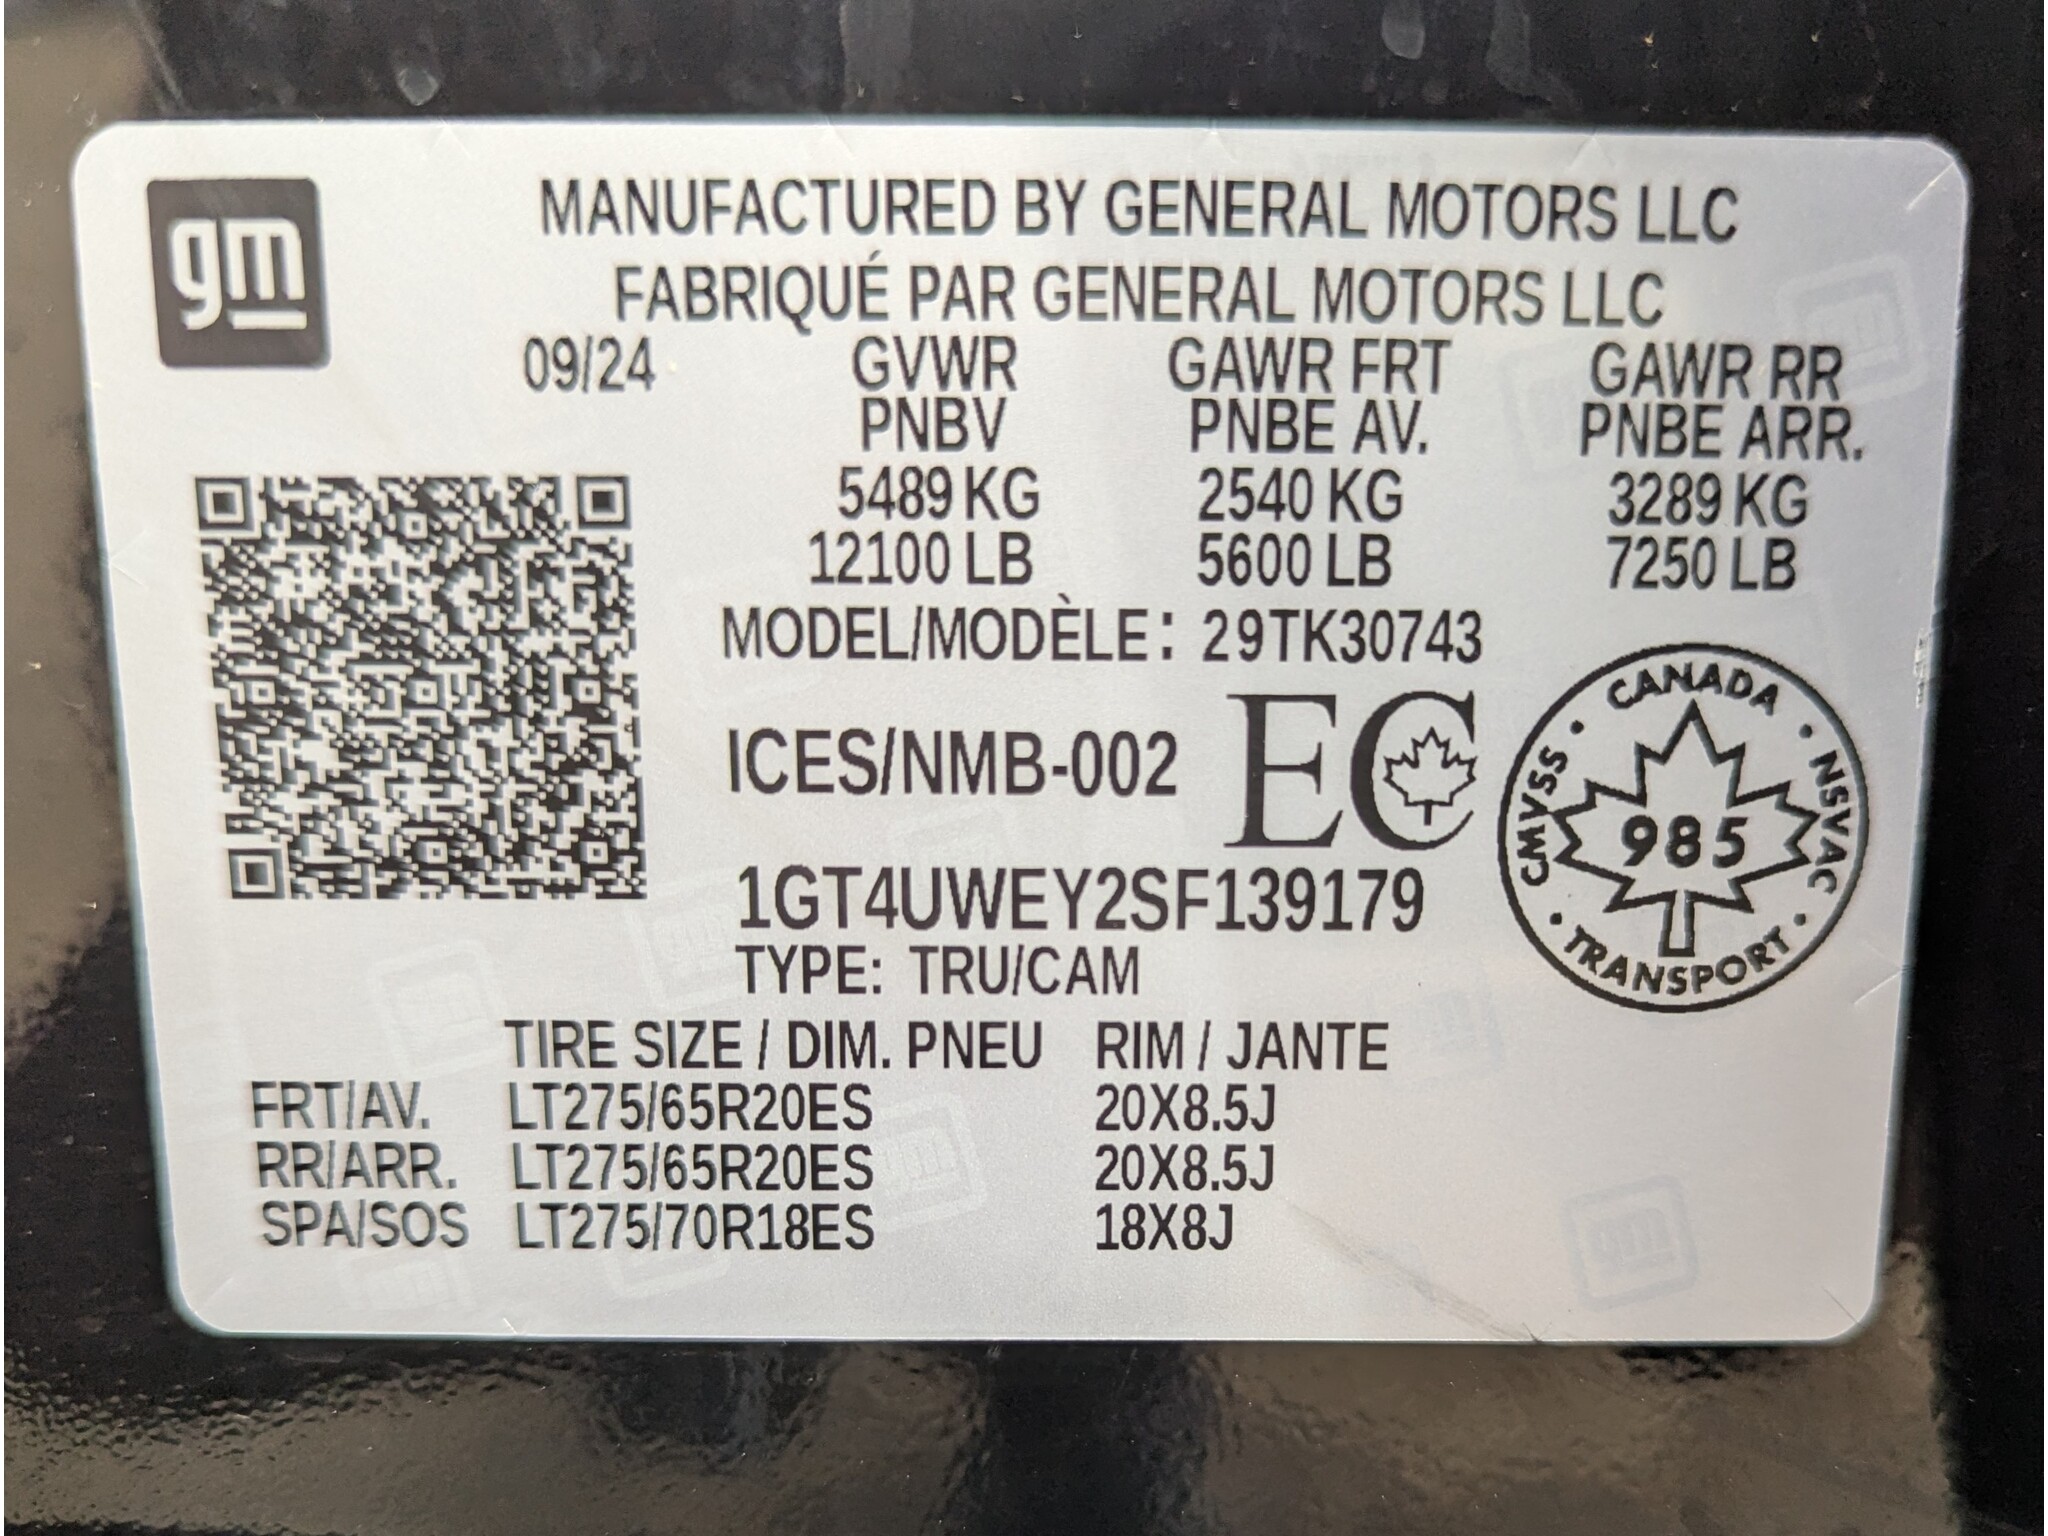 gm
MANUFACTURED BY GENERAL MOTORS LLC
FABRIQUÉ PAR GENERAL MOTORS LLC
09/24 GVWR GAWR FRT GAWR RR
PNBV PNBE AV. PNBE ARR.
5489 KG 2540 KG 3289 KG
12100 LB 5600 LB 7250 LB
MODEL/MODÈLE: 29TK30743
ICES/NMB-002 EC
CANADA · NSVAC · TRANSPORT · CMVSS ·
985
1GT4UWEY2SF139179
TYPE: TRU/CAM
TIRE SIZE / DIM. PNEU RIM / JANTE
FRT/AV. LT275/65R20ES 20X8.5J
RR/ARR. LT275/65R20ES 20X8.5J
SPA/SOS LT275/70R18ES 18X8J